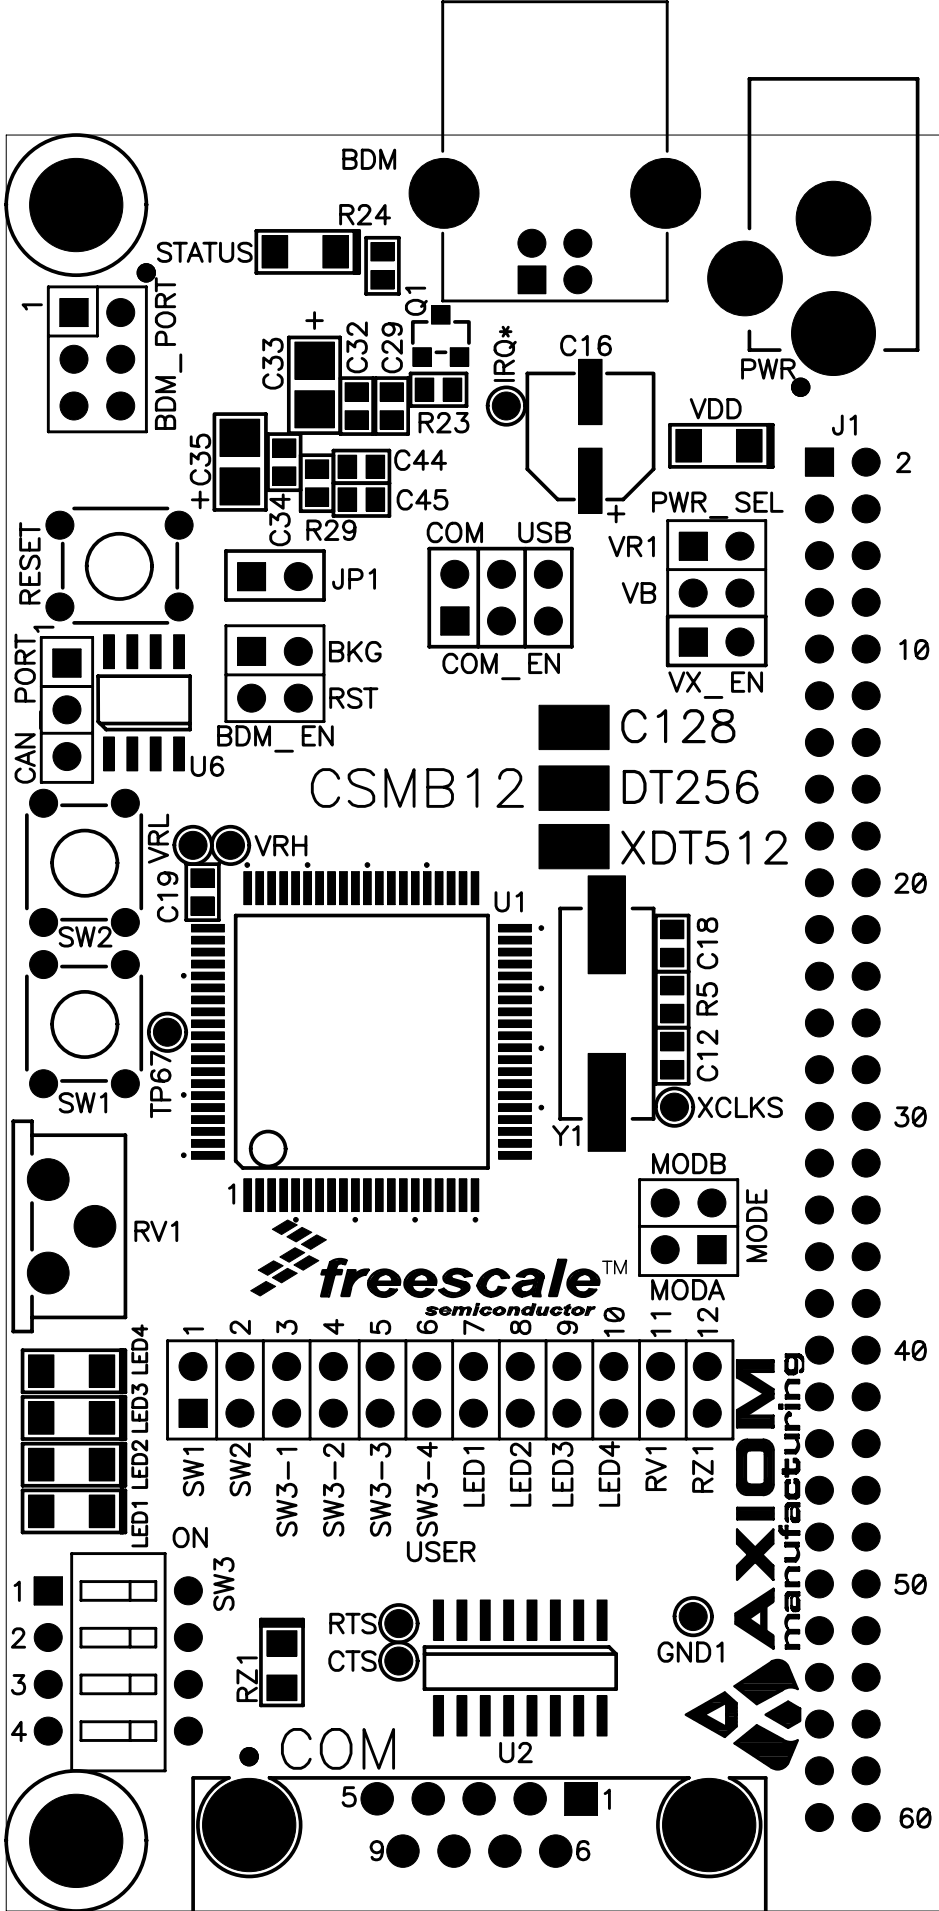 BDM
R24
STATUS
1
BDM_PORT
Q1
+
C33
C32
C29
IRQ*
C16
PWR
R23
VDD
J1
2
+C35
C34
R29
C44
C45
+
PWR_SEL
RESET
COM
USB
VR1
JP1
VB
COM_EN
VX_EN
10
1
CAN_PORT
BKG
RST
BDM_EN
U6
C128
CSMB12
DT256
XDT512
VRL
VRH
C19
U1
20
SW2
C18
R5
C12
TP67
SW1
XCLKS
Y1
30
MODB
MODE
MODA
1
RV1
freescale™
semiconductor
1
2
3
4
5
6
7
8
9
10
11
12
LED4
LED3
LED2
LED1
40
SW1
SW2
SW3-1
SW3-2
SW3-3
SW3-4
LED1
LED2
LED3
LED4
RV1
RZ1
USER
AXIOM
manufacturing
ON
SW3
1
2
3
4
50
RTS
CTS
RZ1
GND1
U2
COM
5
1
9
6
60